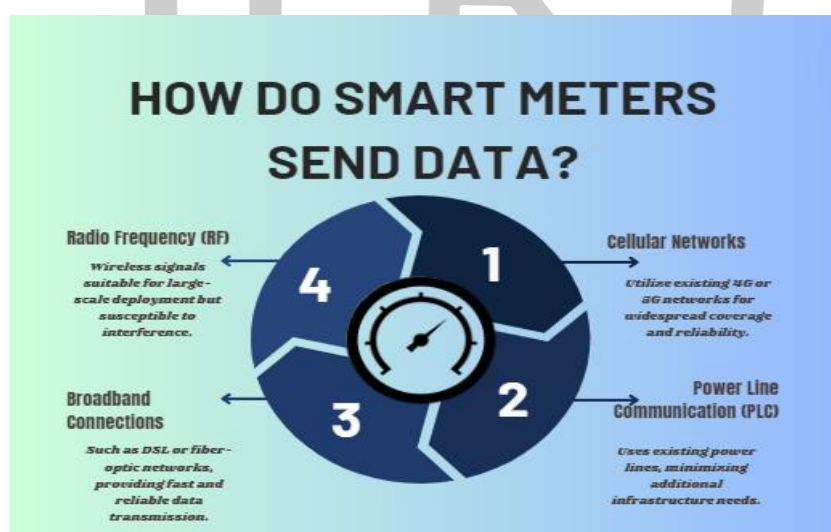 HOW DO SMART METERS
SEND DATA?
1
Cellular Networks
Utilize existing 4G or
5G networks for
widespread coverage
and reliability.
2
Power Line
Communication (PLC)
Uses existing power
lines, minimizing
additional
infrastructure needs.
3
Broadband
Connections
Such as DSL or fiber-
optic networks,
providing fast and
reliable data
transmission.
4
Radio Frequency (RF)
Wireless signals
suitable for large-
scale deployment but
susceptible to
interference.